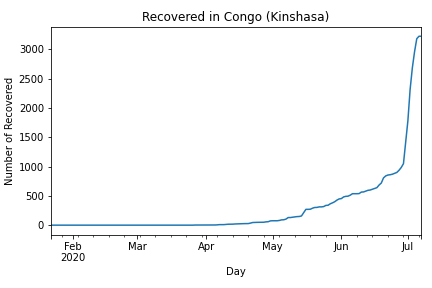 Recovered in Congo (Kinshasa)
3000
2500
2000
1500
1000
500
0
Number of Recovered
Feb Mar Apr May Jun Jul
2020
Day